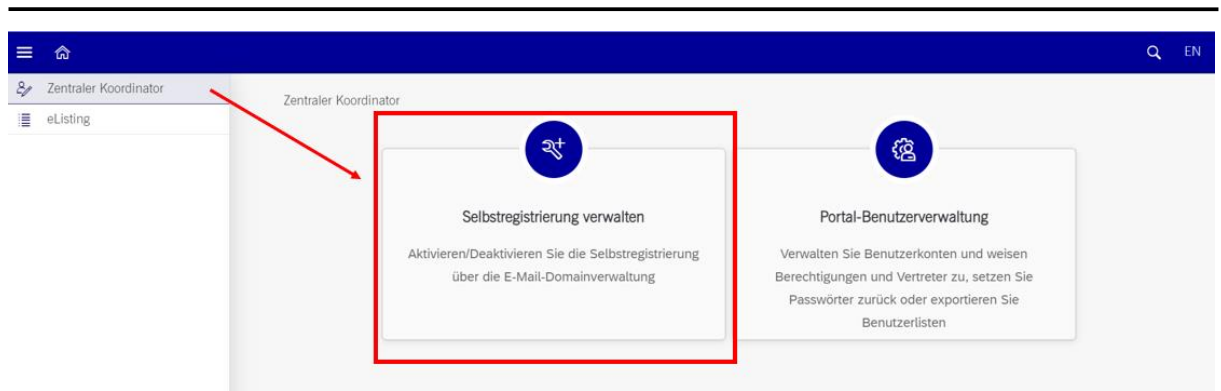 EN
Zentraler Koordinator
eListing
Zentraler Koordinator
Selbstregistrierung verwalten
Aktivieren/Deaktivieren Sie die Selbstregistrierung
über die E-Mail-Domainverwaltung
Portal-Benutzerverwaltung
Verwalten Sie Benutzerkonten und weisen
Berechtigungen und Vertreter zu, setzen Sie
Passwörter zurück oder exportieren Sie
Benutzerlisten